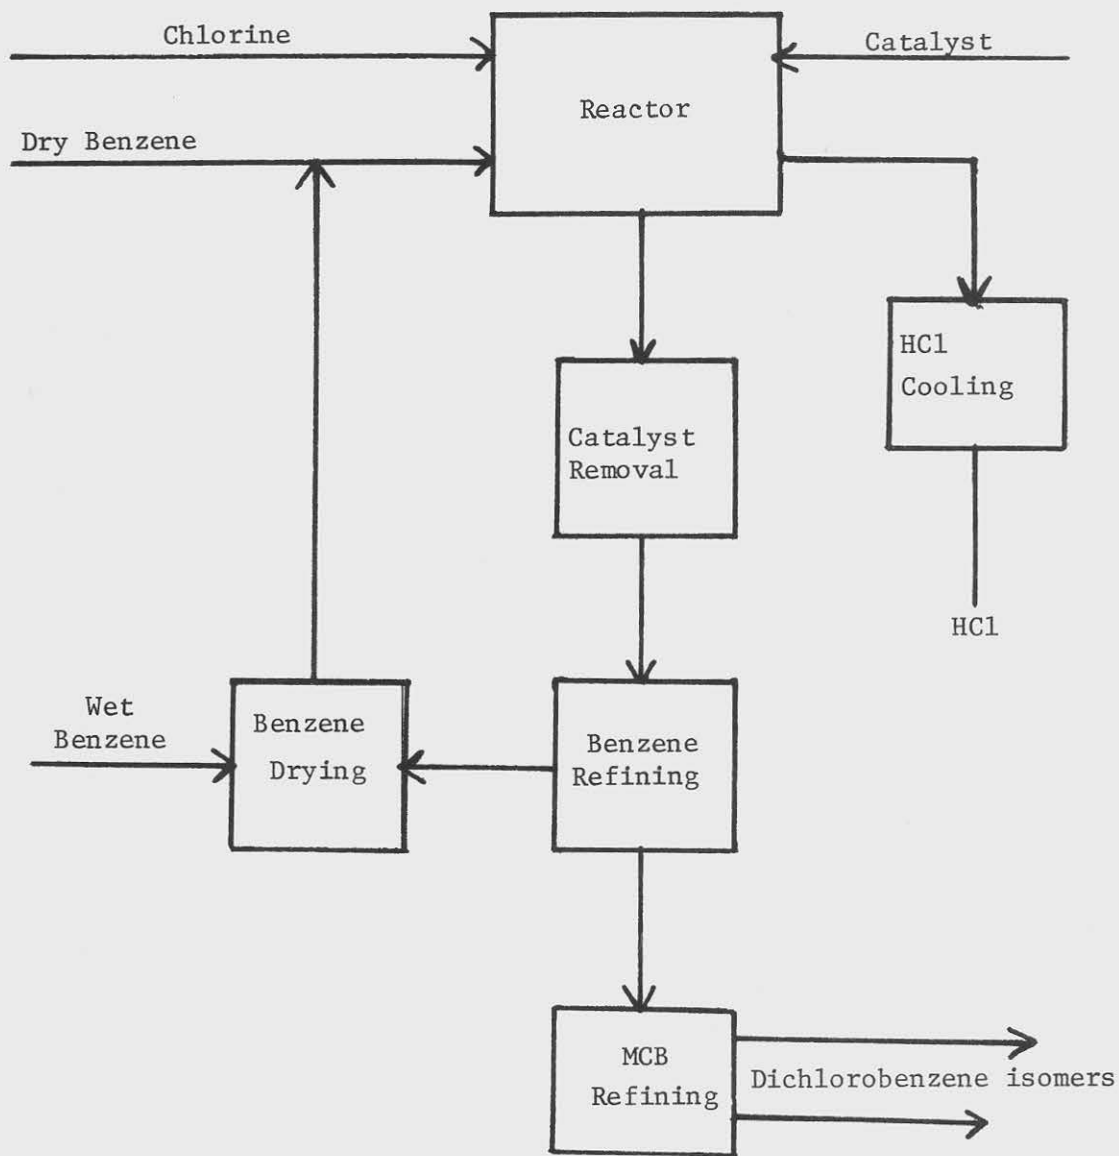 Chlorine
Catalyst
Reactor
Dry Benzene
HCl
Cooling
Catalyst
Removal
HCl
Wet
Benzene
Benzene
Drying
Benzene
Refining
MCB
Refining
Dichlorobenzene isomers